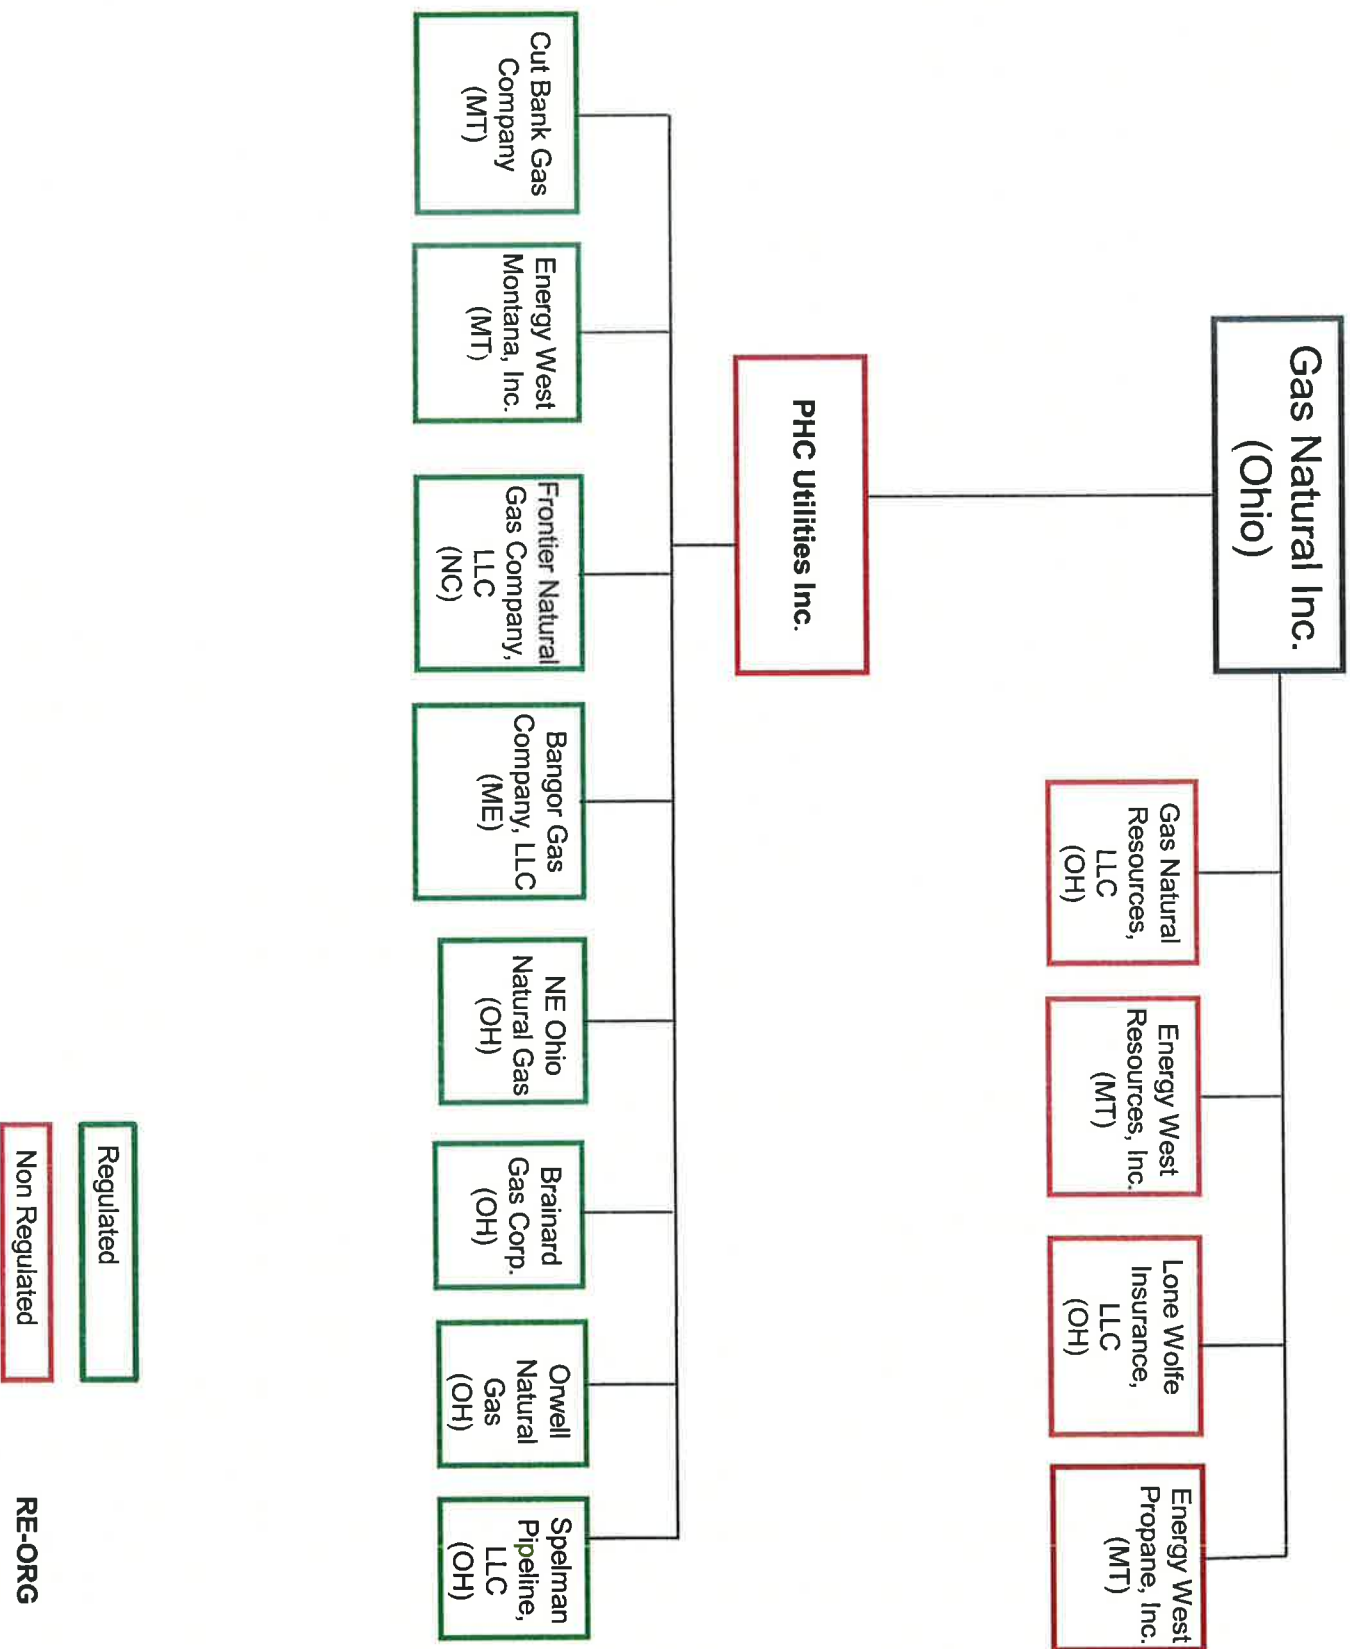 Gas Natural Inc.
(Ohio)
Gas Natural
Resources,
LLC
(OH)
Energy West
Resources, Inc.
(MT)
Lone Wolfe
Insurance,
LLC
(OH)
Energy West
Propane, Inc.
(MT)
PHC Utilities Inc.
Cut Bank Gas
Company
(MT)
Energy West
Montana, Inc.
(MT)
Frontier Natural
Gas Company,
LLC
(NC)
Bangor Gas
Company, LLC
(ME)
NE Ohio
Natural Gas
(OH)
Brainard
Gas Corp.
(OH)
Orwell
Natural
Gas
(OH)
Spelman
Pipeline,
LLC
(OH)
Regulated
Non Regulated
RE-ORG